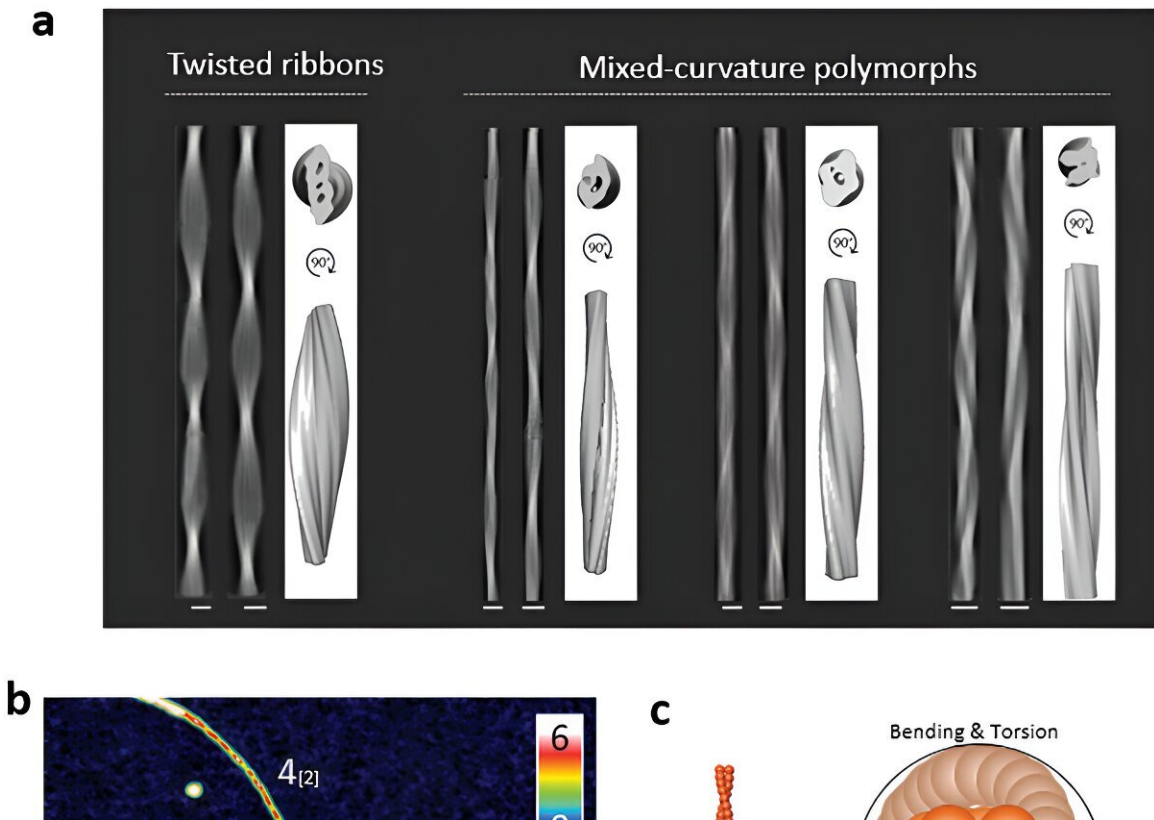 a
Twisted ribbons
Mixed-curvature polymorphs
90°
90°
90°
90°
b
4[2]
6
c
Bending & Torsion